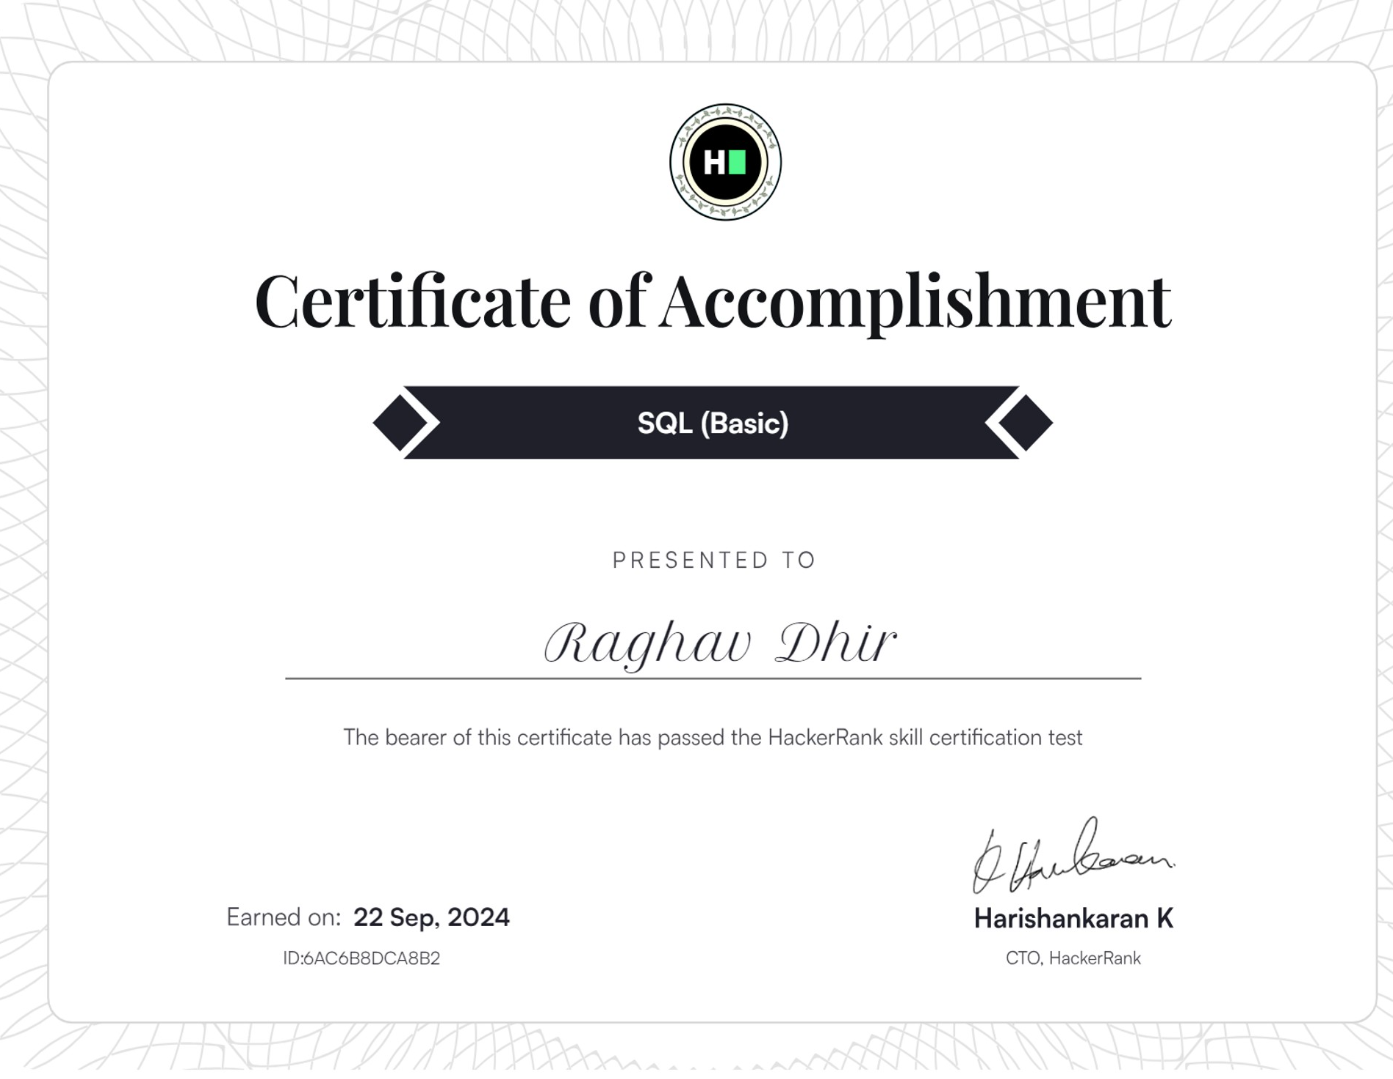 H
Certificate of Accomplishment
SQL (Basic)
PRESENTED TO
Raghav Dhir
The bearer of this certificate has passed the HackerRank skill certification test
Earned on: 22 Sep, 2024
ID:6AC6B8DCA8B2
Harishankaran K
CTO, HackerRank